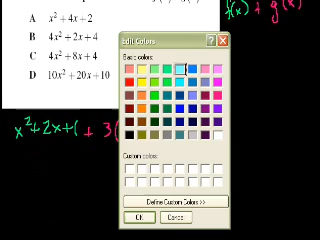 f(x) + g(x)
A x² + 4x + 2
B 4x² + 2x + 4
C 4x² + 8x + 4
D 10x² + 20x + 10
x² + 2x + 1 + 3(
Edit Colors
Basic colors:
Custom colors:
Define Custom Colors >>
OK Cancel